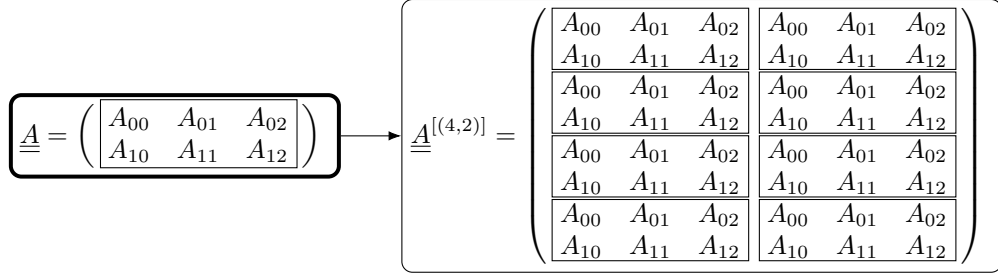 A = ( A₀₀ A₀₁ A₀₂
A₁₀ A₁₁ A₁₂ )
A^[(4,2)] = ( A₀₀ A₀₁ A₀₂ A₀₀ A₀₁ A₀₂
A₁₀ A₁₁ A₁₂ A₁₀ A₁₁ A₁₂
A₀₀ A₀₁ A₀₂ A₀₀ A₀₁ A₀₂
A₁₀ A₁₁ A₁₂ A₁₀ A₁₁ A₁₂
A₀₀ A₀₁ A₀₂ A₀₀ A₀₁ A₀₂
A₁₀ A₁₁ A₁₂ A₁₀ A₁₁ A₁₂
A₀₀ A₀₁ A₀₂ A₀₀ A₀₁ A₀₂
A₁₀ A₁₁ A₁₂ A₁₀ A₁₁ A₁₂ )